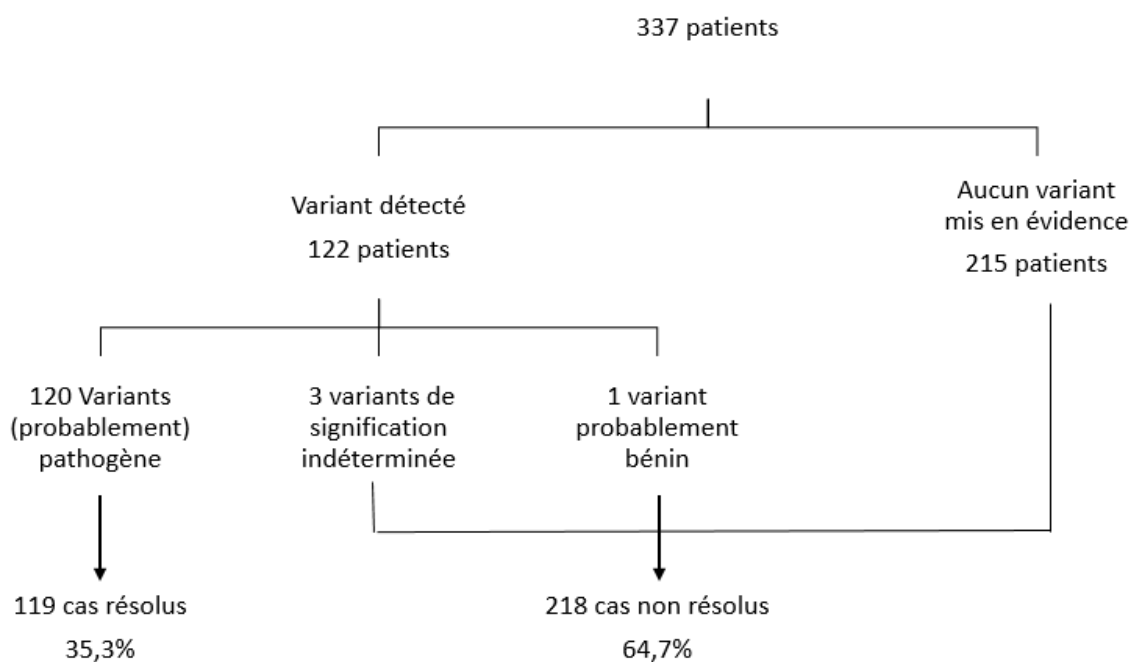 337 patients
Variant détecté
122 patients
Aucun variant
mis en évidence
215 patients
120 Variants
(probablement)
pathogène
3 variants de
signification
indéterminée
1 variant
probablement
bénin
119 cas résolus
35,3%
218 cas non résolus
64,7%